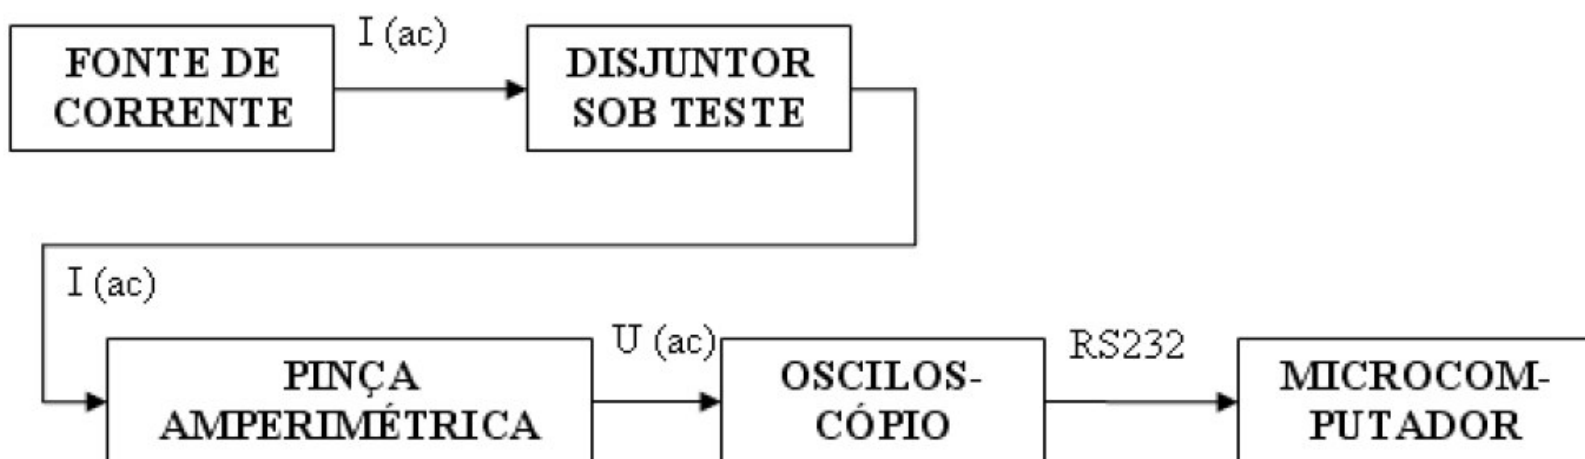 I (ac)
FONTE DE
CORRENTE
DISJUNTOR
SOB TESTE
I (ac)
PINÇA
AMPERIMÉTRICA
U (ac)
OSCILOS-
CÓPIO
RS232
MICROCOM-
PUTADOR